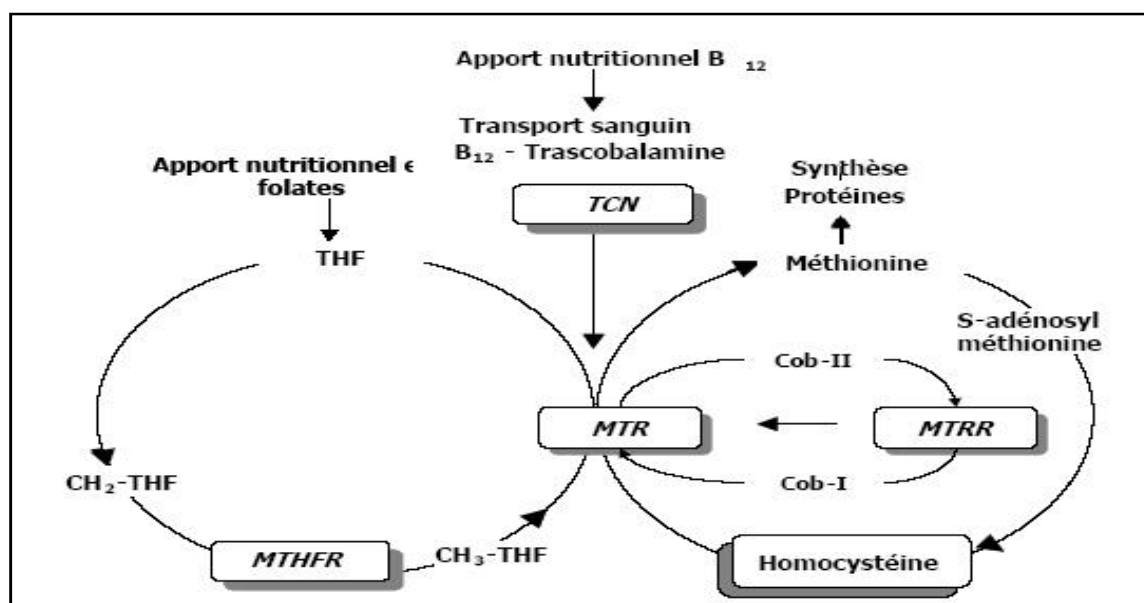 Apport nutritionnel B 12
Transport sanguin
B12 - Trascobalamine
Apport nutritionnel e
folates
Synthèse
Protéines
TCN
THF
Méthionine
S-adénosyl
méthionine
Cob-II
MTR
MTRR
Cob-I
CH2-THF
MTHFR
CH3-THF
Homocystéine